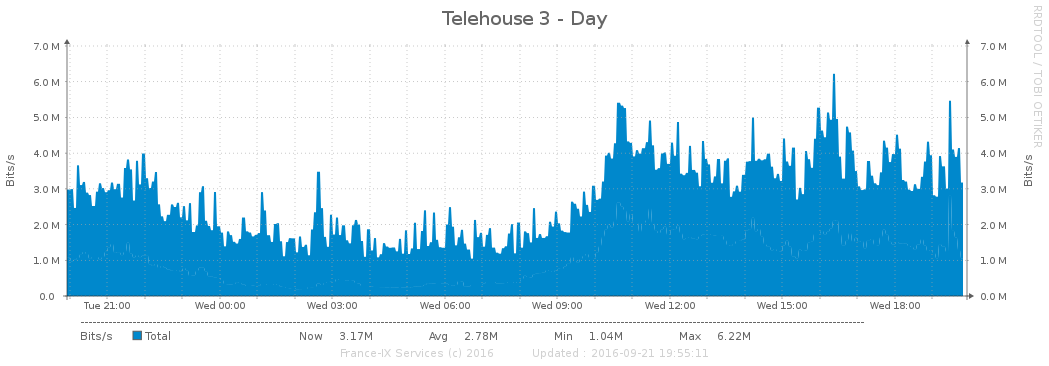 Telehouse 3 - Day
RRDTOOL / TOBI OETIKER
Bits/s
7.0 M
6.0 M
5.0 M
4.0 M
3.0 M
2.0 M
1.0 M
0.0
7.0 M
6.0 M
5.0 M
4.0 M
3.0 M
2.0 M
1.0 M
0.0 M
Bits/s
Tue 21:00 Wed 00:00 Wed 03:00 Wed 06:00 Wed 09:00 Wed 12:00 Wed 15:00 Wed 18:00
Bits/s Total Now 3.17M Avg 2.78M Min 1.04M Max 6.22M
France-IX Services (c) 2016 Updated : 2016-09-21 19:55:11